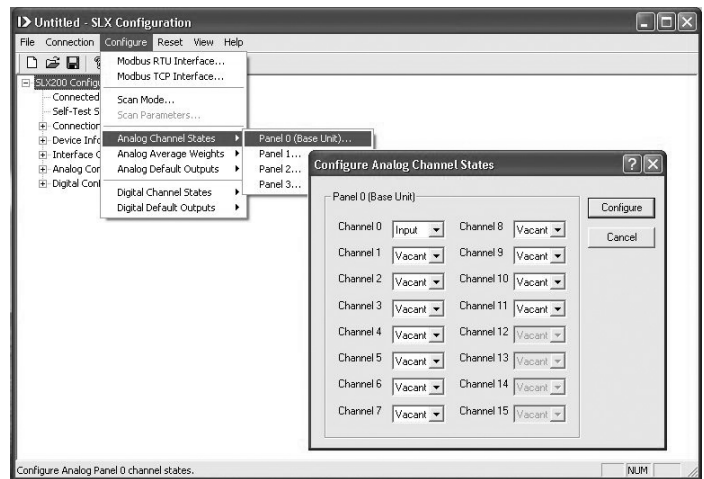 Untitled - SLX Configuration
File Connection Configure Reset View Help
Modbus RTU Interface...
Modbus TCP Interface...
Scan Mode...
Scan Parameters...
Analog Channel States
Analog Average Weights
Analog Default Outputs
Digital Channel States
Digital Default Outputs
SLX200 Config
Connected
Self-Test S
Connection
Device Info
Interface C
Analog Con
Digital Conf
Panel 0 (Base Unit)...
Panel 1...
Panel 2...
Panel 3...
Configure Analog Channel States
Panel 0 (Base Unit)
Channel 0 Input Channel 8 Vacant
Channel 1 Vacant Channel 9 Vacant
Channel 2 Vacant Channel 10 Vacant
Channel 3 Vacant Channel 11 Vacant
Channel 4 Vacant Channel 12 Vacant
Channel 5 Vacant Channel 13 Vacant
Channel 6 Vacant Channel 14 Vacant
Channel 7 Vacant Channel 15 Vacant
Configure
Cancel
Configure Analog Panel 0 channel states.
NUM